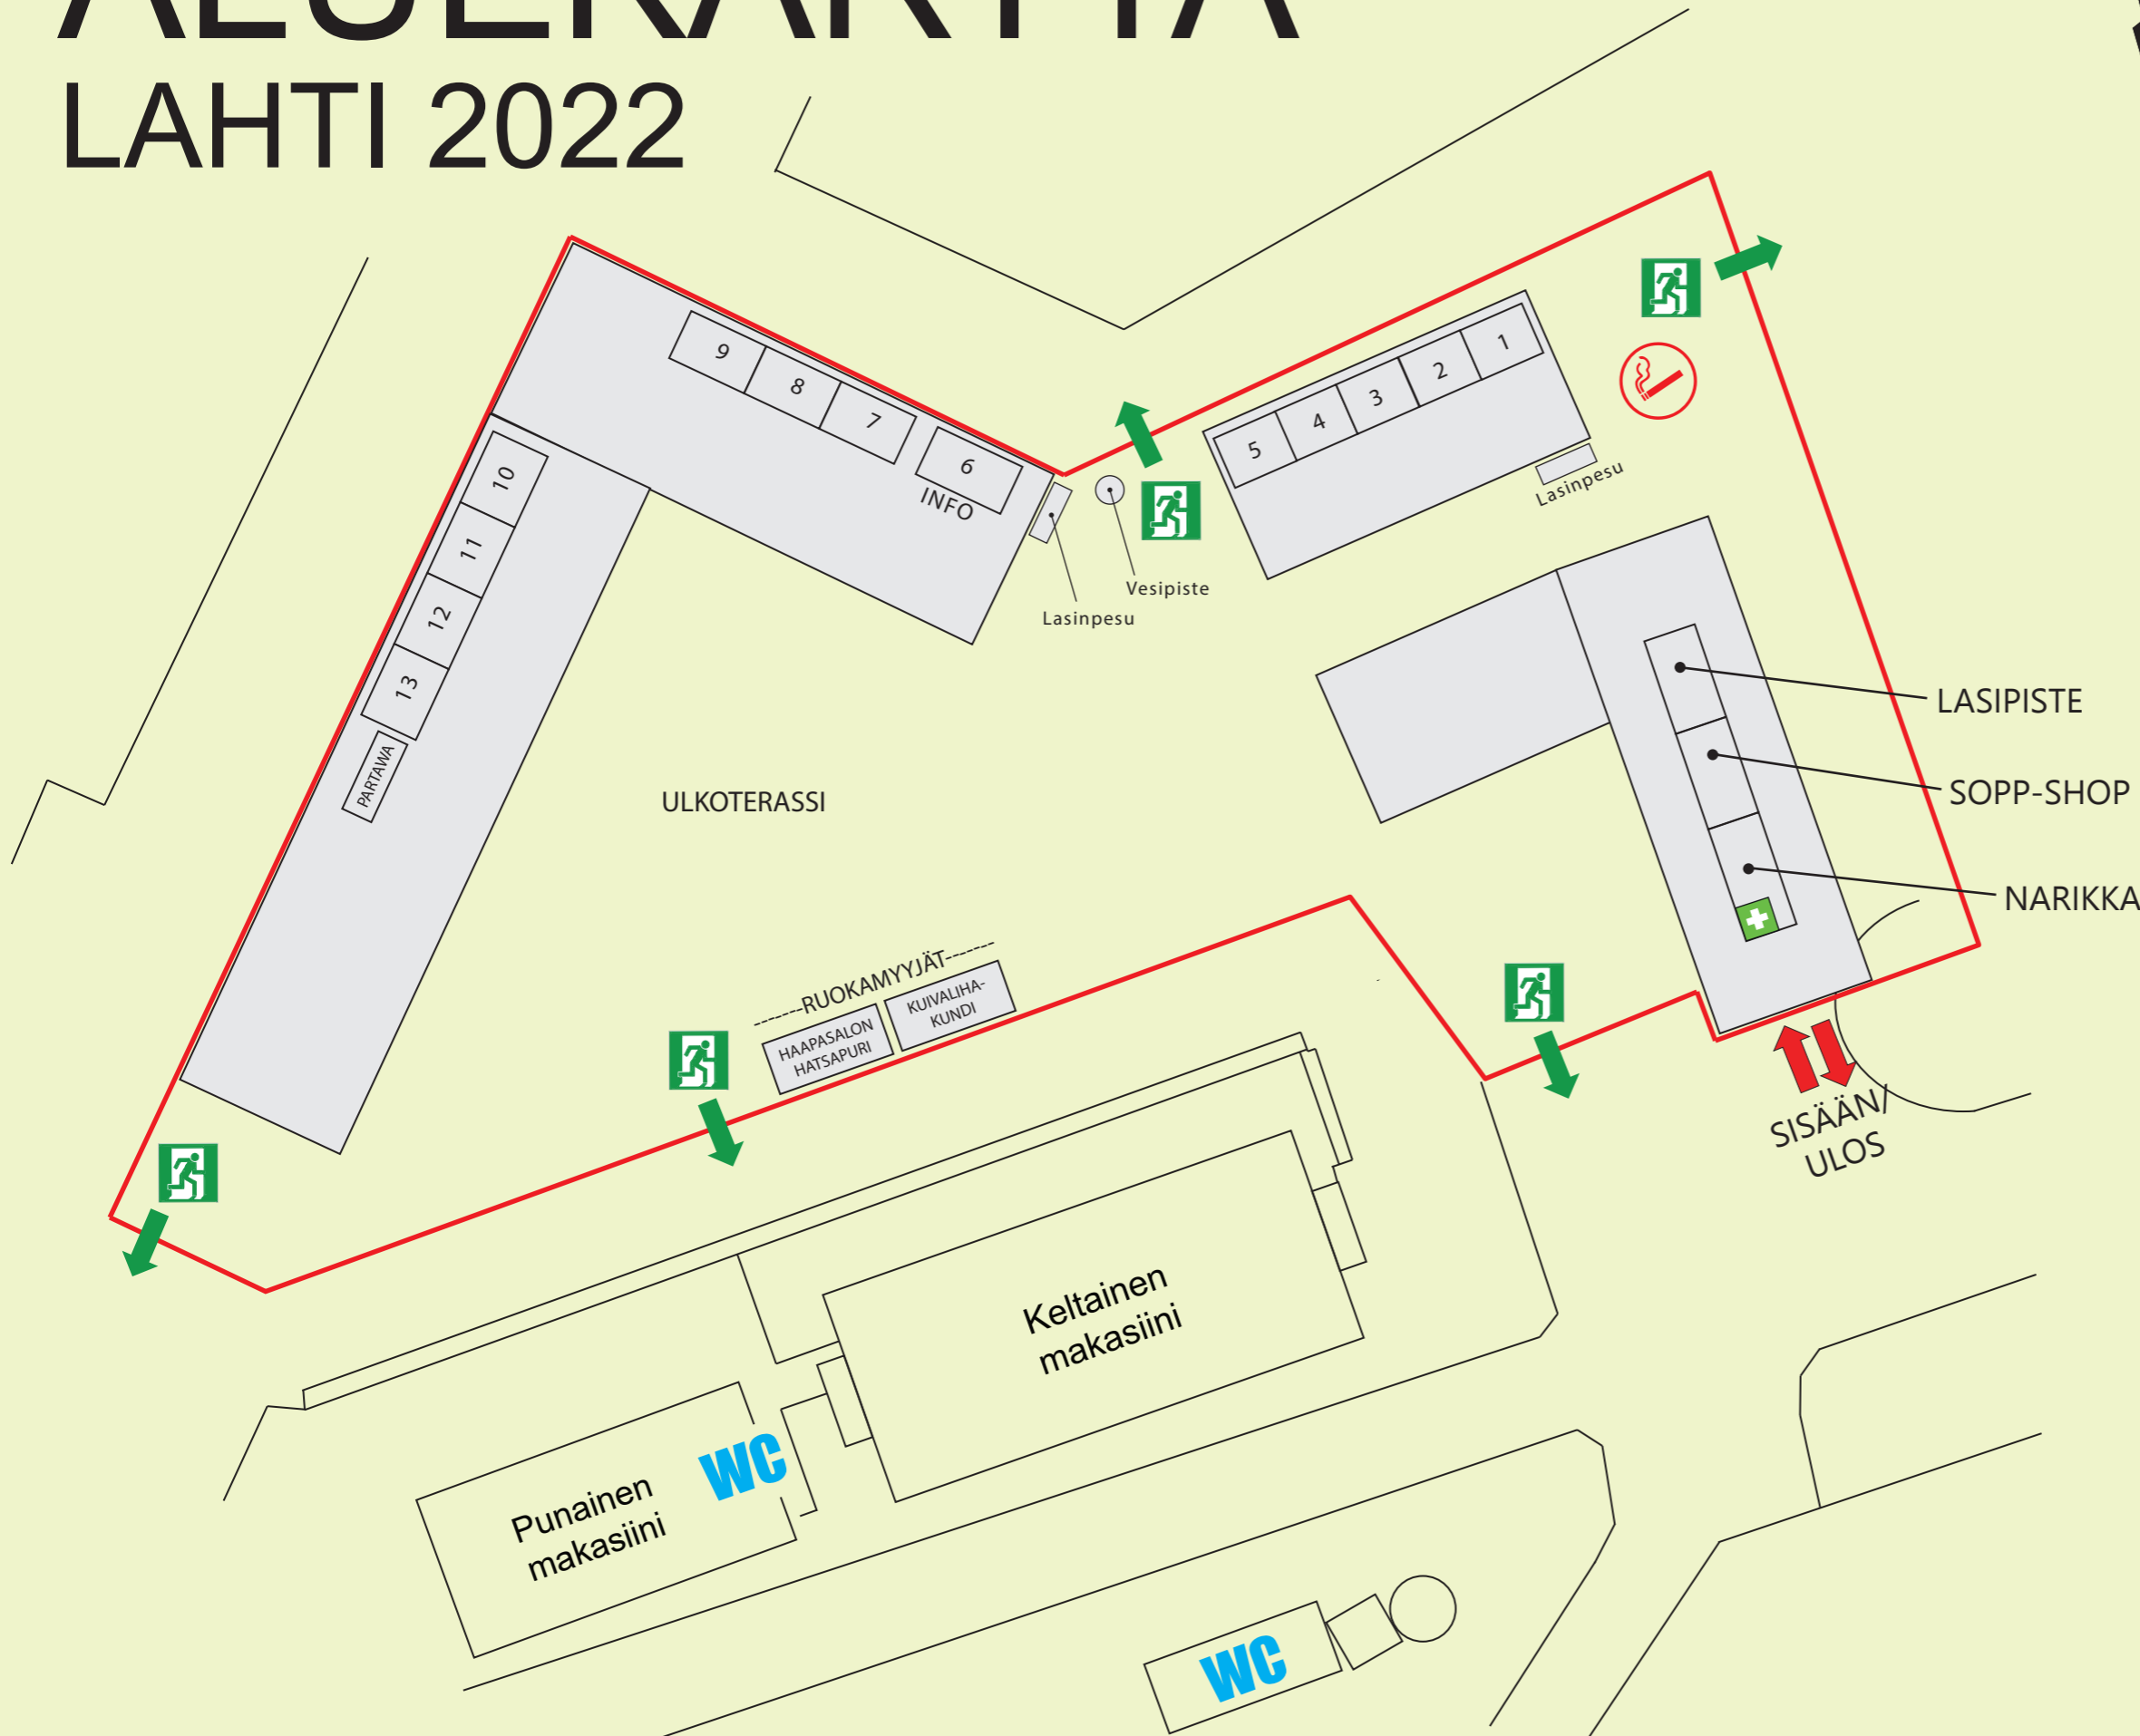 ALUEKARTTA
LAHTI 2022
9
8
7
6
INFO
5
4
3
2
1
Lasinpesu
Vesipiste
Lasinpesu
10
11
12
13
PARTAWA
ULKOTERASSI
LASIPISTE
SOPP-SHOP
NARIKKA
------RUOKAMYYJÄT------
HAAPASALON
HATSAPURI
KUIVALIHA-
KUNDI
SISÄÄN/
ULOS
Keltainen
makasiini
Punainen
makasiini
WC
WC